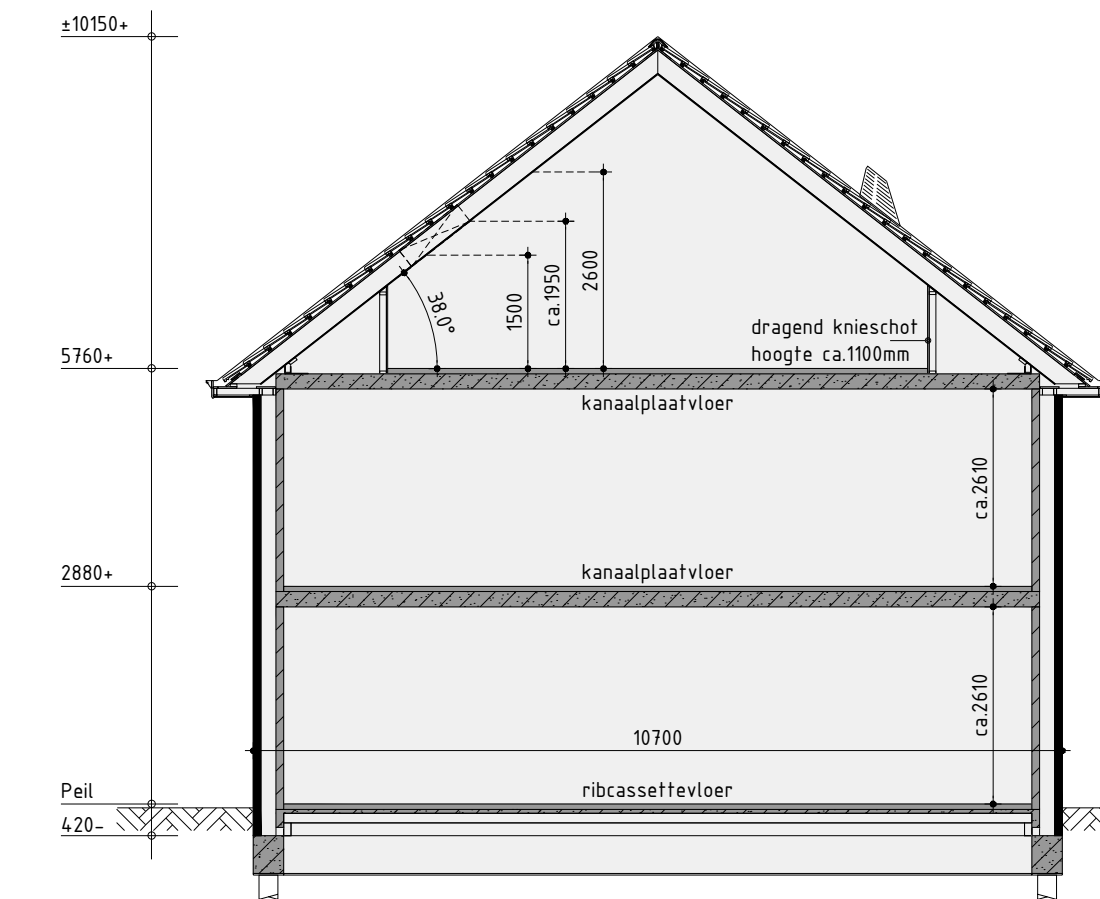 ±10150+
2600
ca.1950
1500
38.0°
dragend knieschot
hoogte ca.1100mm
5760+
kanaalplaatvloer
ca.2610
kanaalplaatvloer
2880+
ca.2610
10700
ribcassettevloer
Peil
420-